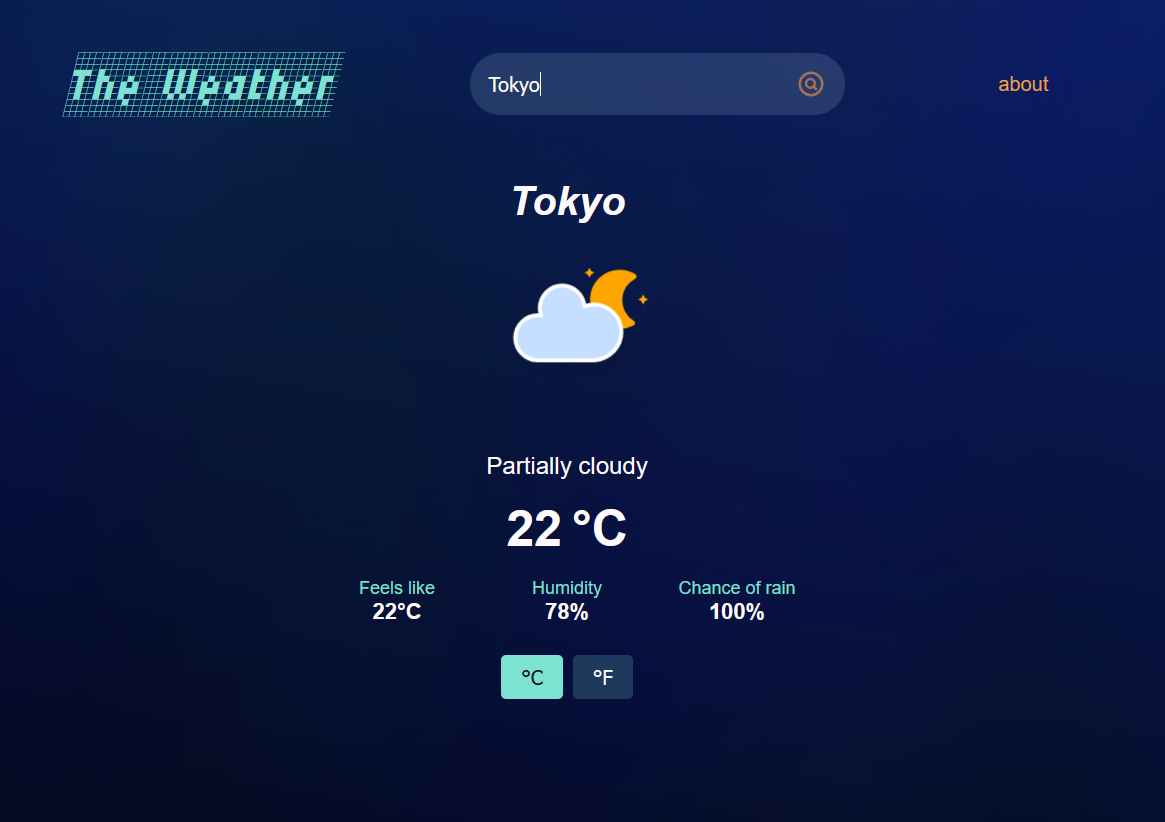 The Weather
Tokyo
about
Tokyo
Partially cloudy
22 °C
Feels like
22°C
Humidity
78%
Chance of rain
100%
°C
°F